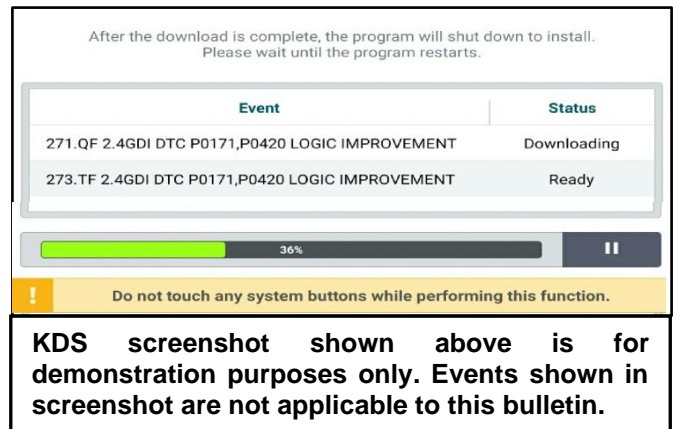 After the download is complete, the program will shut down to install.
Please wait until the program restarts.
Event Status
271.QF 2.4GDI DTC P0171,P0420 LOGIC IMPROVEMENT Downloading
273.TF 2.4GDI DTC P0171,P0420 LOGIC IMPROVEMENT Ready
36%
! Do not touch any system buttons while performing this function.
KDS screenshot shown above is for
demonstration purposes only. Events shown in
screenshot are not applicable to this bulletin.